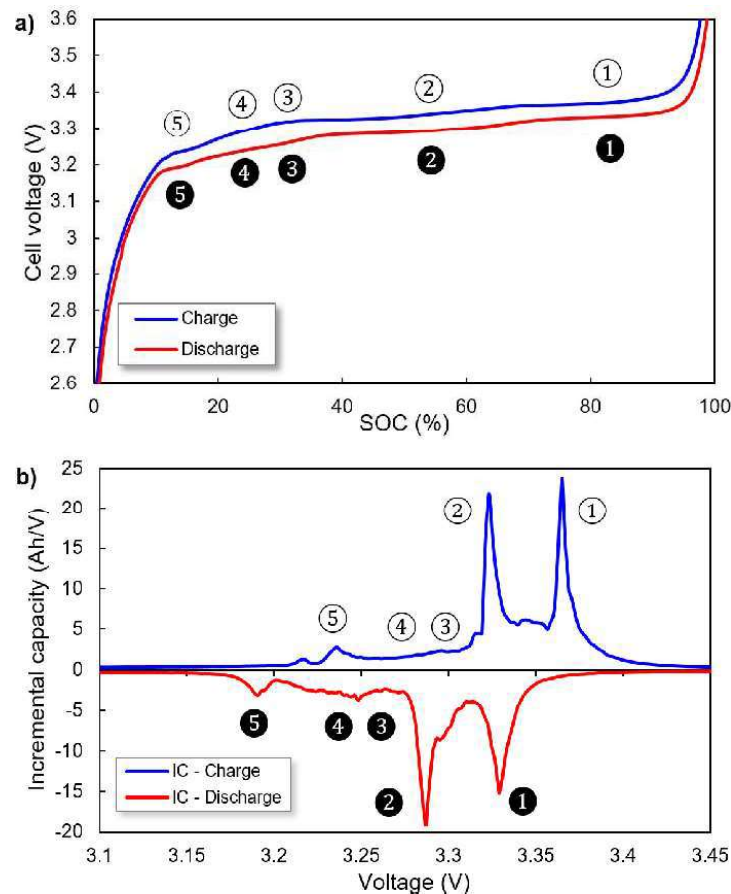 a)
3.6
3.5
3.4
3.3
3.2
3.1
3
2.9
2.8
2.7
2.6
Cell voltage (V)
⑤ ④ ③ ② ①
❺ ❹ ❸ ❷ ❶
Charge
Discharge
0 20 40 60 80 100
SOC (%)
b)
25
20
15
10
5
0
-5
-10
-15
-20
Incremental capacity (Ah/V)
② ①
⑤ ④ ③
❺ ❹ ❸
❷ ❶
IC - Charge
IC - Discharge
3.1 3.15 3.2 3.25 3.3 3.35 3.4 3.45
Voltage (V)